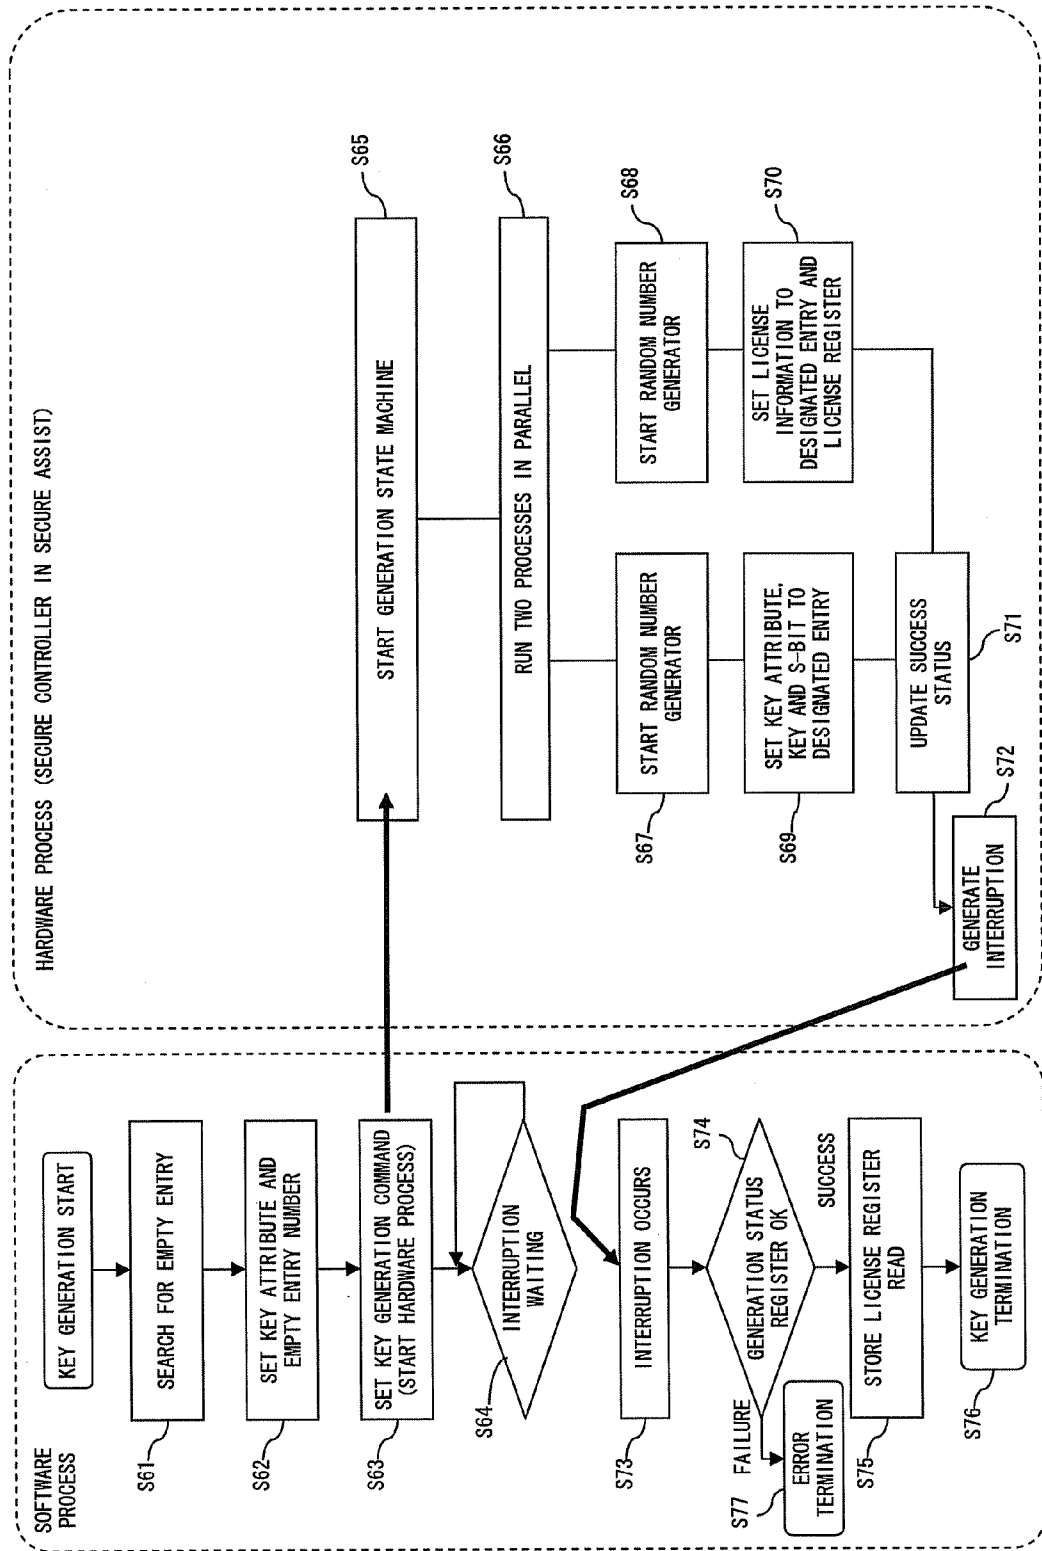 SOFTWARE
PROCESS
KEY GENERATION START
SEARCH FOR EMPTY ENTRY
S61
SET KEY ATTRIBUTE AND
EMPTY ENTRY NUMBER
S62
SET KEY GENERATION COMMAND
(START HARDWARE PROCESS)
S63
INTERRUPTION
WAITING
S64
INTERRUPTION OCCURS
S73
GENERATION STATUS
REGISTER OK
S74
FAILURE
SUCCESS
S77
ERROR
TERMINATION
STORE LICENSE REGISTER
READ
S75
KEY GENERATION
TERMINATION
S76
HARDWARE PROCESS (SECURE CONTROLLER IN SECURE ASSIST)
START GENERATION STATE MACHINE
S65
RUN TWO PROCESSES IN PARALLEL
S66
START RANDOM NUMBER
GENERATOR
S67
START RANDOM NUMBER
GENERATOR
S68
SET KEY ATTRIBUTE,
KEY AND S-BIT TO
DESIGNATED ENTRY
S69
SET LICENSE
INFORMATION TO
DESIGNATED ENTRY AND
LICENSE REGISTER
S70
UPDATE SUCCESS
STATUS
S71
GENERATE
INTERRUPTION
S72